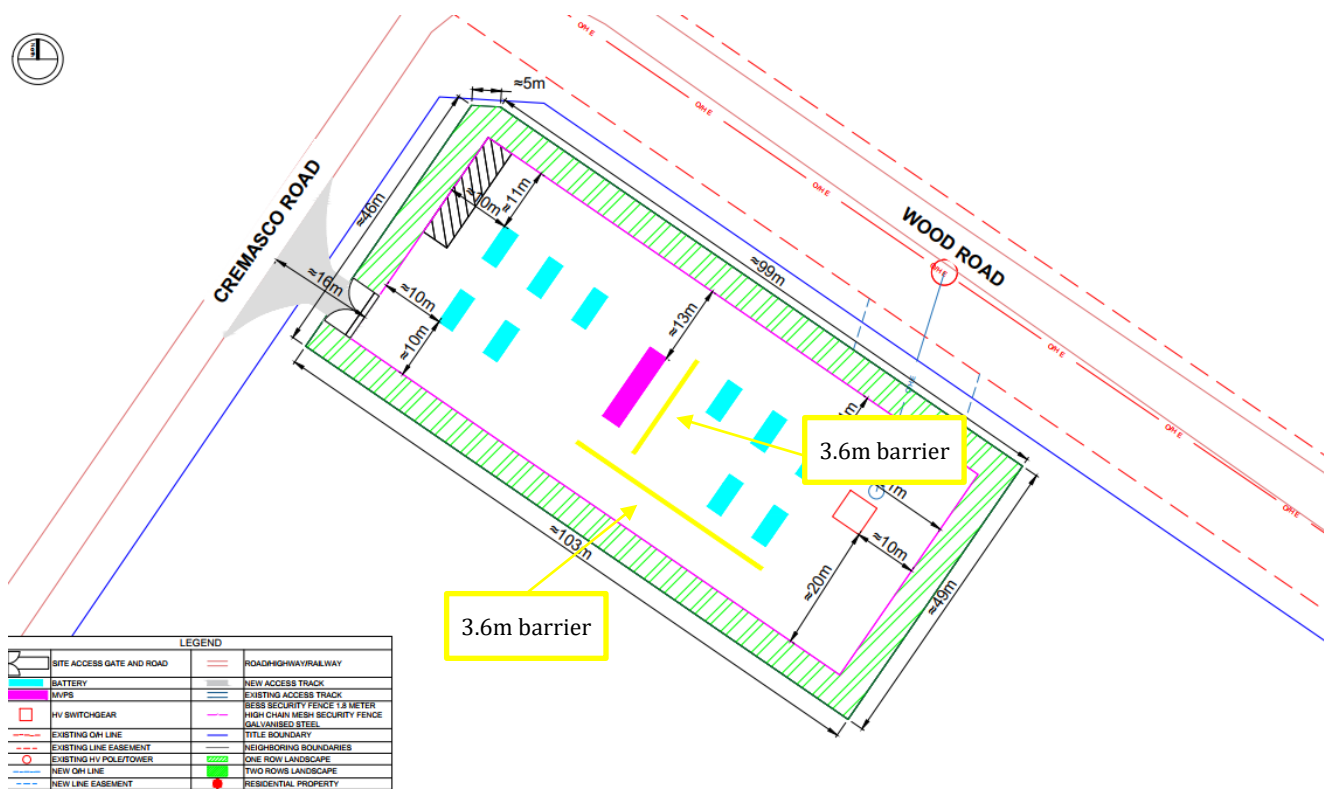 North
≈5m
O/H E
O/H E
O/H E
O/H E
O/H E
O/H E
O/H E
CREMASCO ROAD
WOOD ROAD
≈46m
≈10m
≈11m
≈99m
≈16m
≈10m
≈10m
≈13m
3.6m barrier
≈10m
≈20m
≈49m
≈103m
3.6m barrier
LEGEND
SITE ACCESS GATE AND ROAD
ROAD/HIGHWAY/RAILWAY
BATTERY
NEW ACCESS TRACK
MVPS
EXISTING ACCESS TRACK
HV SWITCHGEAR
BESS SECURITY FENCE 1.8 METER
HIGH CHAIN MESH SECURITY FENCE
GALVANISED STEEL
EXISTING O/H LINE
TITLE BOUNDARY
EXISTING LINE EASEMENT
NEIGHBORING BOUNDARIES
EXISTING HV POLE/TOWER
ONE ROW LANDSCAPE
NEW O/H LINE
TWO ROWS LANDSCAPE
NEW LINE EASEMENT
RESIDENTIAL PROPERTY